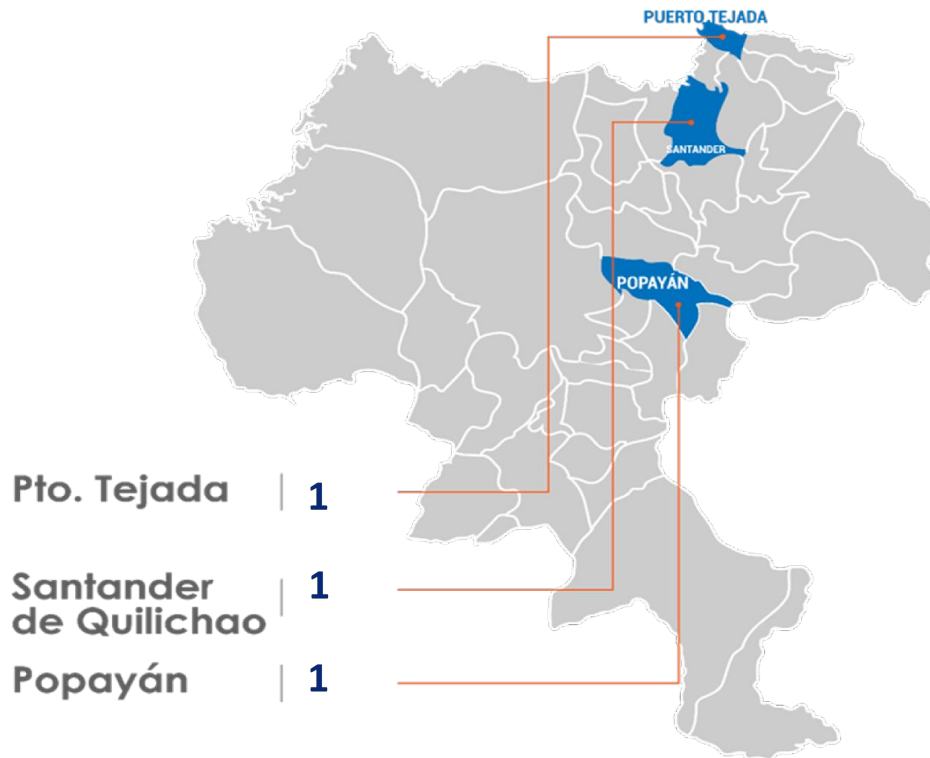 PUERTO TEJADA
SANTANDER
POPAYÁN
Pto. Tejada 1
Santander
de Quilichao 1
Popayán 1